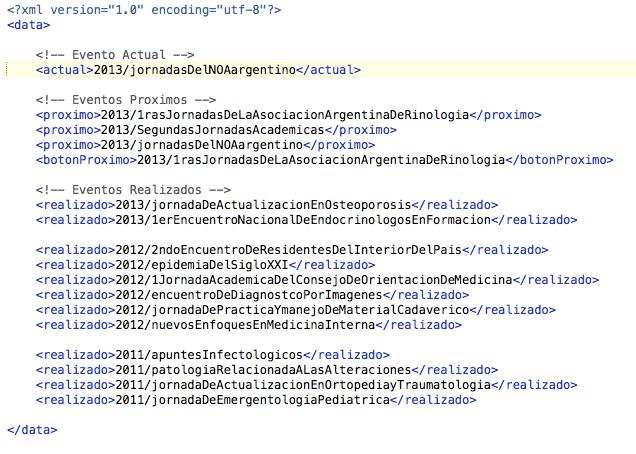 <?xml version="1.0" encoding="utf-8"?>
<data>
<!-- Evento Actual -->
<actual>2013/jornadasDelNOAargentino</actual>
<!-- Eventos Proximos -->
<proximo>2013/1rasJornadasDeLaAsociacionArgentinaDeRinologia</proximo>
<proximo>2013/SegundasJornadasAcademicas</proximo>
<proximo>2013/jornadasDelNOAargentino</proximo>
<botonProximo>2013/1rasJornadasDeLaAsociacionArgentinaDeRinologia</botonProximo>
<!-- Eventos Realizados -->
<realizado>2013/jornadaDeActualizacionEnOsteoporosis</realizado>
<realizado>2013/1erEncuentroNacionalDeEndocrinologosEnFormacion</realizado>
<realizado>2012/2ndoEncuentroDeResidentesDelInteriorDelPais</realizado>
<realizado>2012/epidemiaDelSigloXXI</realizado>
<realizado>2012/1JornadaAcademicaDelConsejoDeOrientacionDeMedicina</realizado>
<realizado>2012/encuentroDeDiagnostcoPorImagenes</realizado>
<realizado>2012/jornadaDePracticaYmanejoDeMaterialCadaverico</realizado>
<realizado>2012/nuevosEnfoquesEnMedicinaInterna</realizado>
<realizado>2011/apuntesInfectologicos</realizado>
<realizado>2011/patologiaRelacionadaALasAlteraciones</realizado>
<realizado>2011/jornadaDeActualizacionEnOrtopediayTraumatologia</realizado>
<realizado>2011/jornadaDeEmergentologiaPediatrica</realizado>
</data>